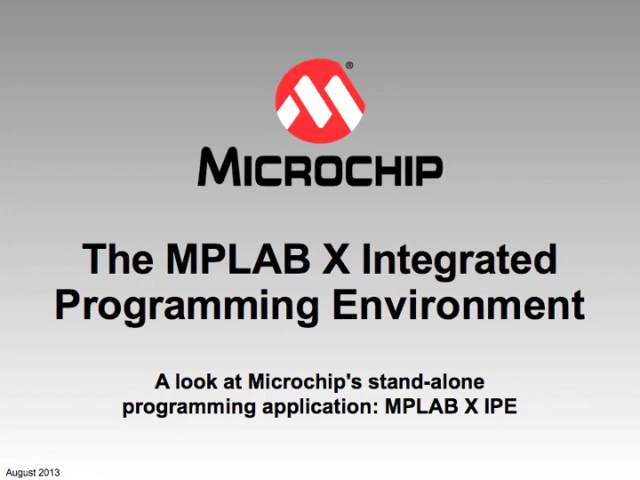 ®
MICROCHIP
The MPLAB X Integrated
Programming Environment
A look at Microchip's stand-alone
programming application: MPLAB X IPE
August 2013